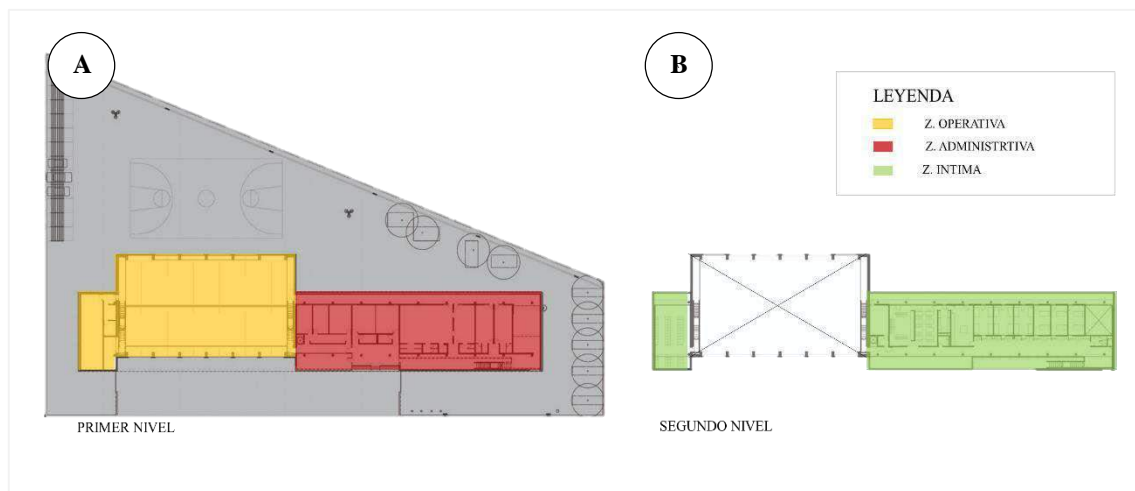 A
B
LEYENDA
Z. OPERATIVA
Z. ADMINISTRTIVA
Z. INTIMA
PRIMER NIVEL
SEGUNDO NIVEL